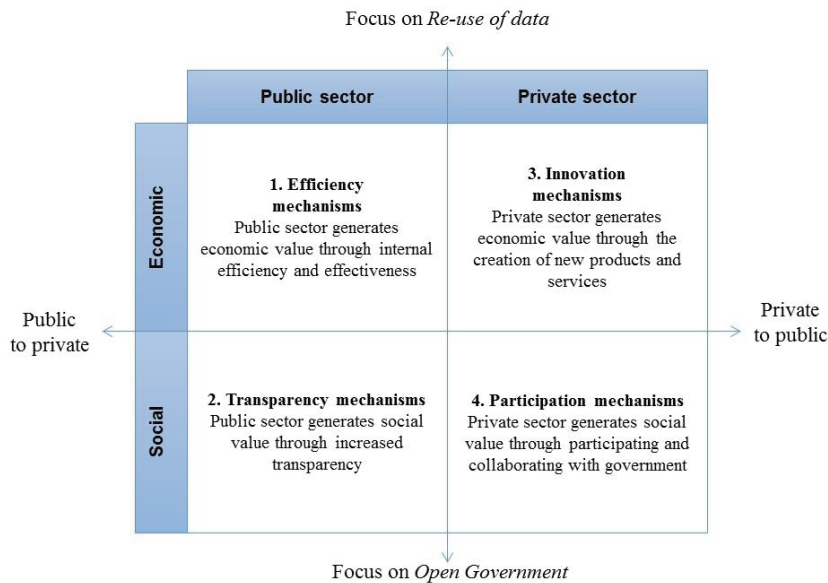 Focus on Re-use of data
Public sector
Private sector
Economic
1. Efficiency
mechanisms
Public sector generates
economic value through internal
efficiency and effectiveness
3. Innovation
mechanisms
Private sector generates
economic value through the
creation of new products and
services
Public
to private
Private
to public
Social
2. Transparency mechanisms
Public sector generates social
value through increased
transparency
4. Participation mechanisms
Private sector generates social
value through participating and
collaborating with government
Focus on Open Government